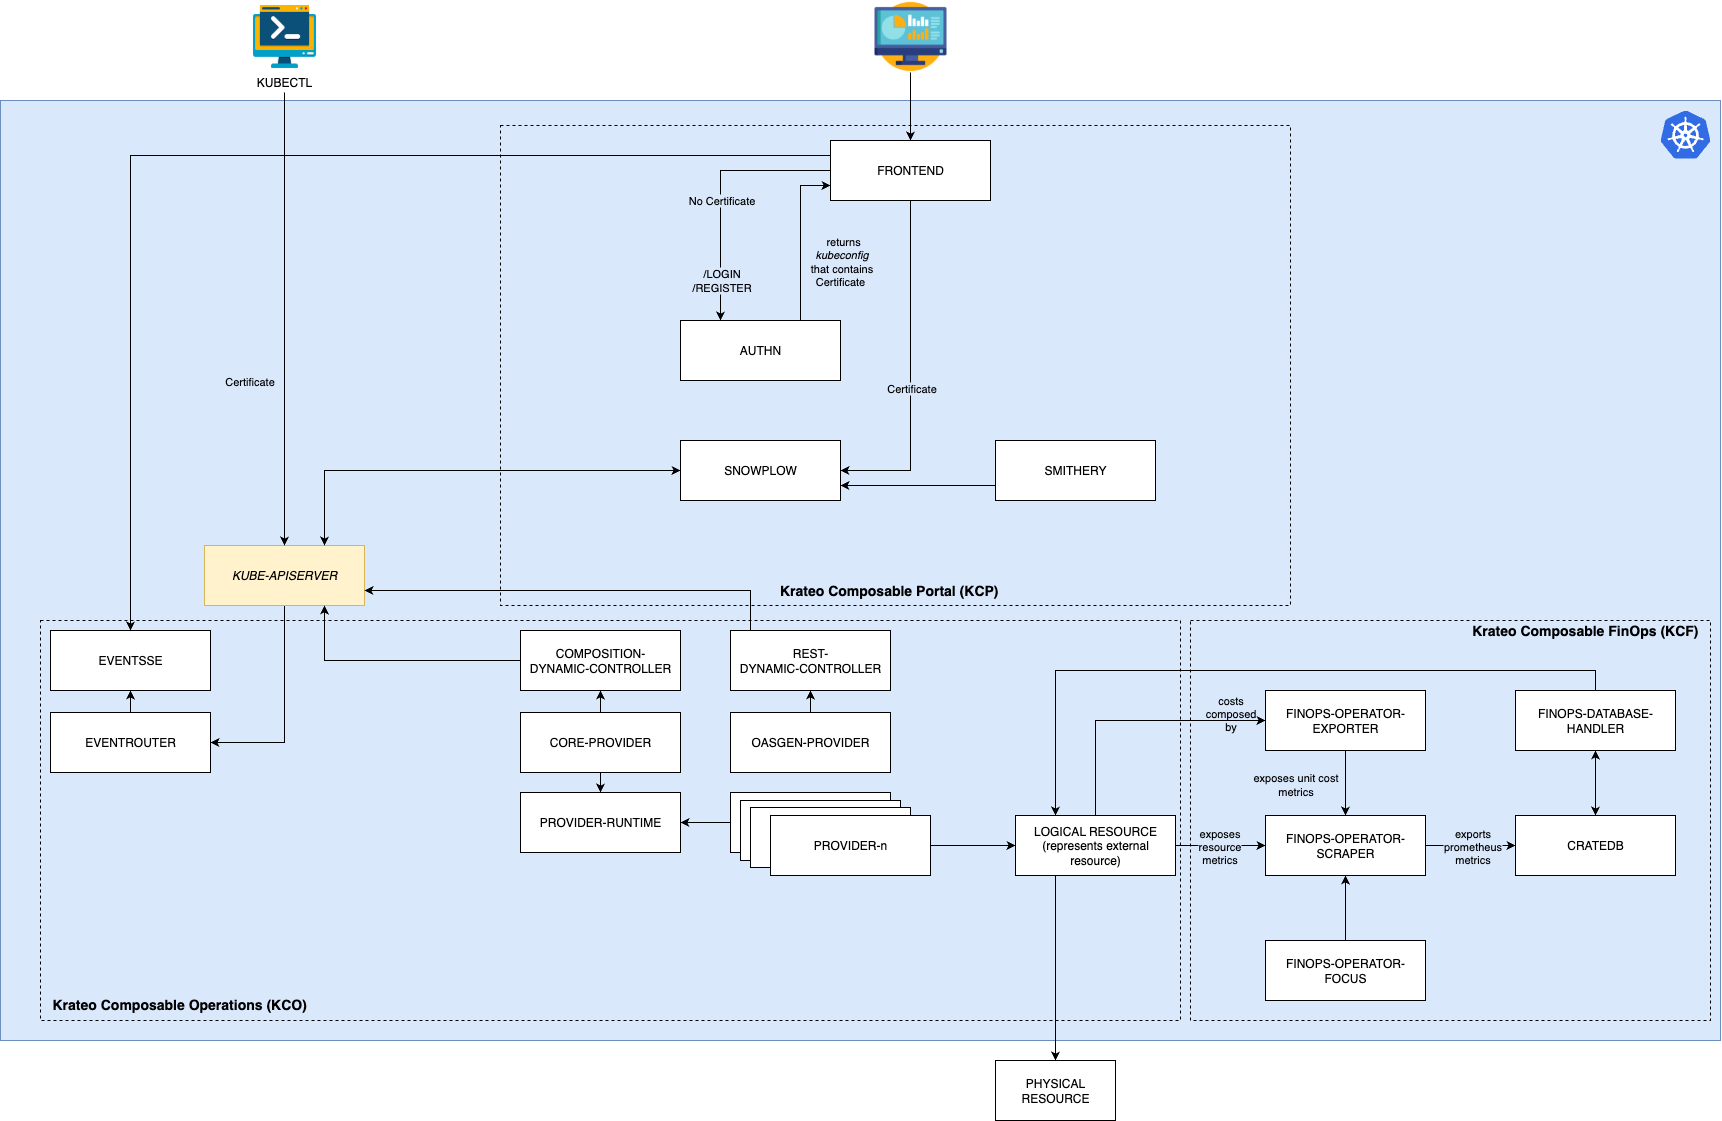 KUBECTL
FRONTEND
No Certificate
returns
kubeconfig
that contains
Certificate
/LOGIN
/REGISTER
AUTHN
Certificate
Certificate
SNOWPLOW
SMITHERY
KUBE-APISERVER
Krateo Composable Portal (KCP)
Krateo Composable FinOps (KCF)
EVENTSSE
COMPOSITION-
DYNAMIC-CONTROLLER
REST-
DYNAMIC-CONTROLLER
EVENTROUTER
CORE-PROVIDER
OASGEN-PROVIDER
costs
composed
by
FINOPS-OPERATOR-
EXPORTER
FINOPS-DATABASE-
HANDLER
exposes unit cost
metrics
PROVIDER-RUNTIME
PROVIDER-n
LOGICAL RESOURCE
(represents external
resource)
exposes
resource
metrics
FINOPS-OPERATOR-
SCRAPER
exports
prometheus
metrics
CRATEDB
FINOPS-OPERATOR-
FOCUS
Krateo Composable Operations (KCO)
PHYSICAL
RESOURCE